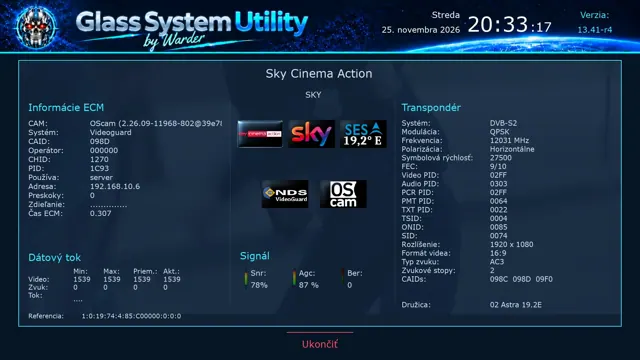 Glass System Utility
by Warder
Streda
25. novembra 2026
20:33:17
Verzia:
13.41-r4
Sky Cinema Action
SKY
Informácie ECM
CAM: OScam (2.26.09-11968-802@39e7
Systém: Videoguard
CAID: 098D
Operátor: 000000
CHID: 1270
PID: 1C93
Používa: server
Adresa: 192.168.10.6
Preskoky: 0
Zdieľanie: ..............
Čas ECM: 0.307
sky
SES
19,2° E
NDS
VideoGuard
OS
cam
Transpondér
Systém: DVB-S2
Modulácia: QPSK
Frekvencia: 12031 MHz
Polarizácia: Horizontálne
Symbolová rýchlosť: 27500
FEC: 9/10
Video PID: 02FF
Audio PID: 0303
PCR PID: 02FF
PMT PID: 0064
TXT PID: 0022
TSID: 0004
ONID: 0085
SID: 0074
Rozlíšenie: 1920 x 1080
Formát videa: 16:9
Typ zvuku: AC3
Zvukové stopy: 2
CAIDs: 098C 098D 09F0
Družica: 02 Astra 19.2E
Dátový tok
Min: Max: Priem.: Akt.:
Video: 1539 1539 1539 1539
Zvuk: 0 0 0 0
Tok: ....
Referencia: 1:0:19:74:4:85:C00000:0:0:0
Signál
Snr: Agc: Ber:
78% 87 % 0
Ukončiť